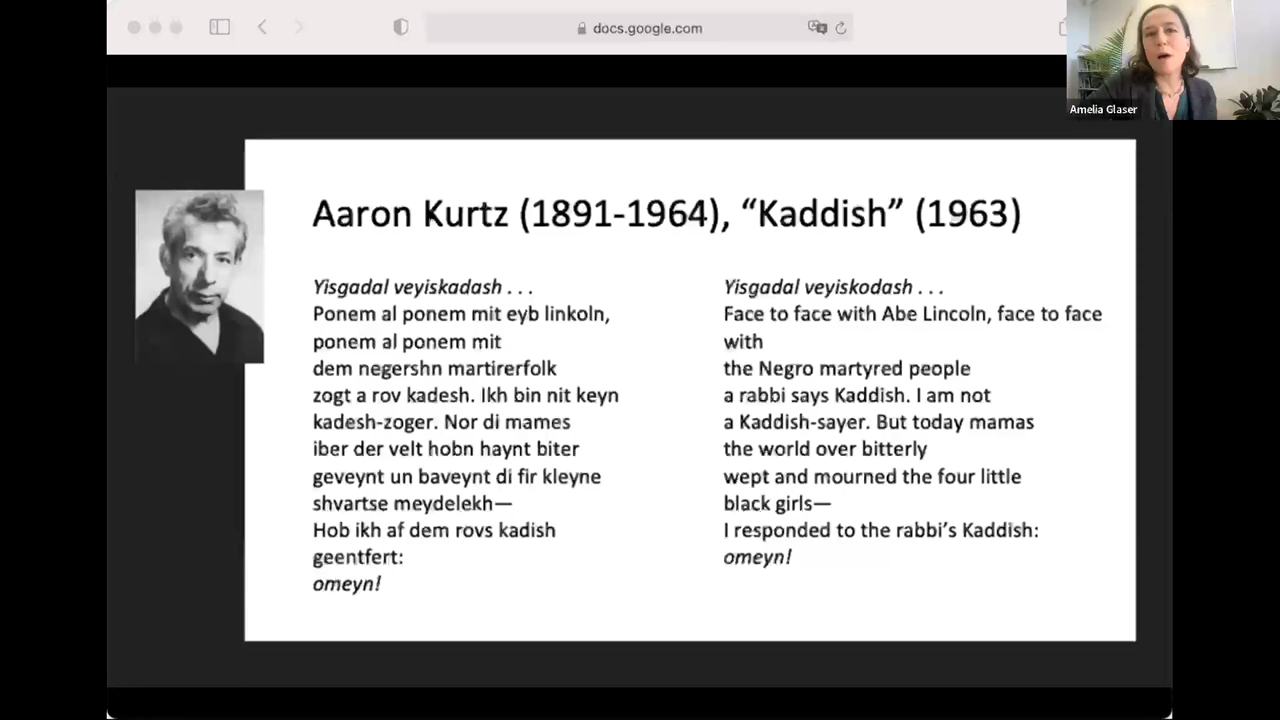 docs.google.com
Amelia Glaser
Aaron Kurtz (1891-1964), “Kaddish” (1963)
Yisgadal veyiskadash . . .
Ponem al ponem mit eyb linkoln,
ponem al ponem mit
dem negershn martirerfolk
zogt a rov kadesh. Ikh bin nit keyn
kadesh-zoger. Nor di mames
iber der velt hobn haynt biter
geveynt un baveynt di fir kleyne
shvartse meydelekh—
Hob ikh af dem rovs kadish
geentfert:
omeyn!
Yisgadal veyiskodash . . .
Face to face with Abe Lincoln, face to face
with
the Negro martyred people
a rabbi says Kaddish. I am not
a Kaddish-sayer. But today mamas
the world over bitterly
wept and mourned the four little
black girls—
I responded to the rabbi’s Kaddish:
omeyn!